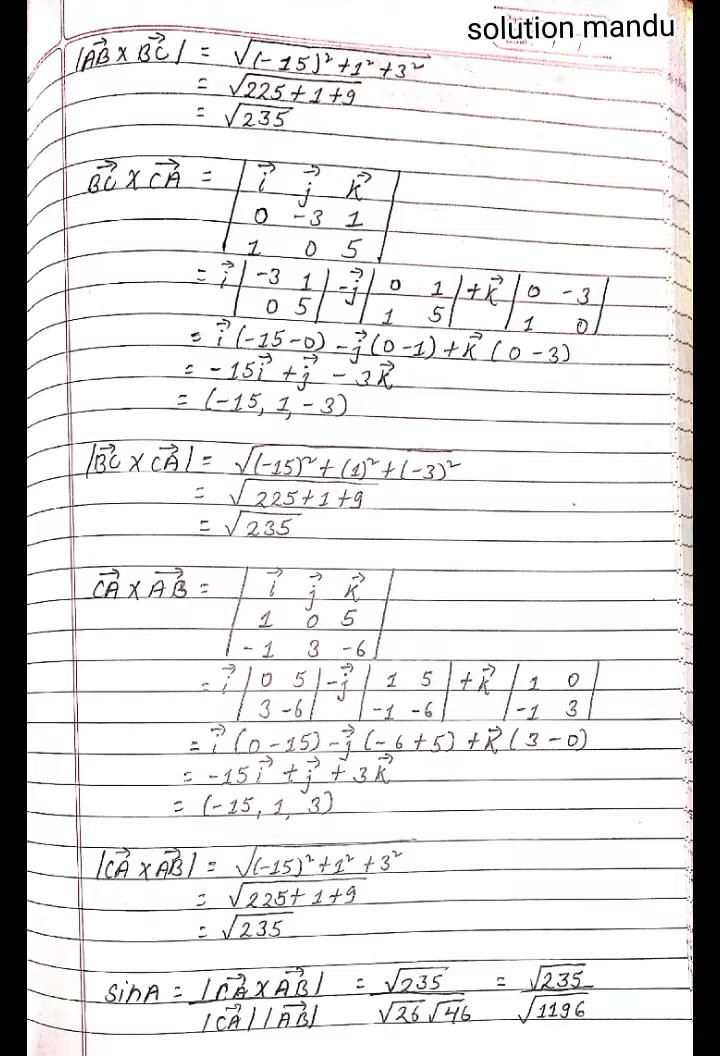 solution mandu
|AB⃗ × BC⃗| = √(-15)² + 1² + 3²
= √225 + 1 + 9
= √235
BC⃗ × CA⃗ = | i⃗ j⃗ k⃗ |
| 0 -3 1 |
| 1 0 5 |
= i⃗ | -3 1 | - j⃗ | 0 1 | + k⃗ | 0 -3 |
| 0 5 | | 1 5 | | 1 0 |
= i⃗ (-15-0) - j⃗ (0-1) + k⃗ (0-3)
= -15i⃗ + j⃗ - 3k⃗
= (-15, 1, -3)
|BC⃗ × CA⃗| = √(-15)² + (1)² + (-3)²
= √225 + 1 + 9
= √235
CA⃗ × AB⃗ = | i⃗ j⃗ k⃗ |
| 1 0 5 |
| -1 3 -6 |
= i⃗ | 0 5 | - j⃗ | 1 5 | + k⃗ | 1 0 |
| 3 -6 | | -1 -6 | | -1 3 |
= i⃗ (0-15) - j⃗ (-6+5) + k⃗ (3-0)
= -15i⃗ + j⃗ + 3k⃗
= (-15, 1, 3)
|CA⃗ × AB⃗| = √(-15)² + 1² + 3²
= √225 + 1 + 9
= √235
sinA = |CA⃗ × AB⃗| = √235 = √235
|CA⃗| |AB⃗| √26 √46 √1196